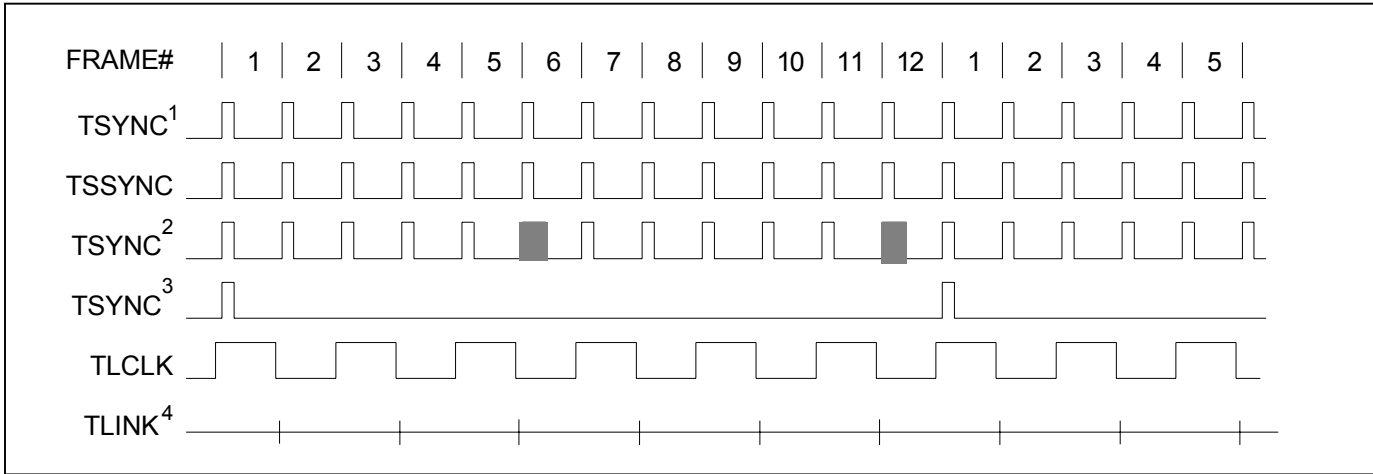 FRAME# 1 2 3 4 5 6 7 8 9 10 11 12 1 2 3 4 5
TSYNC¹
TSSYNC
TSYNC²
TSYNC³
TLCLK
TLINK⁴